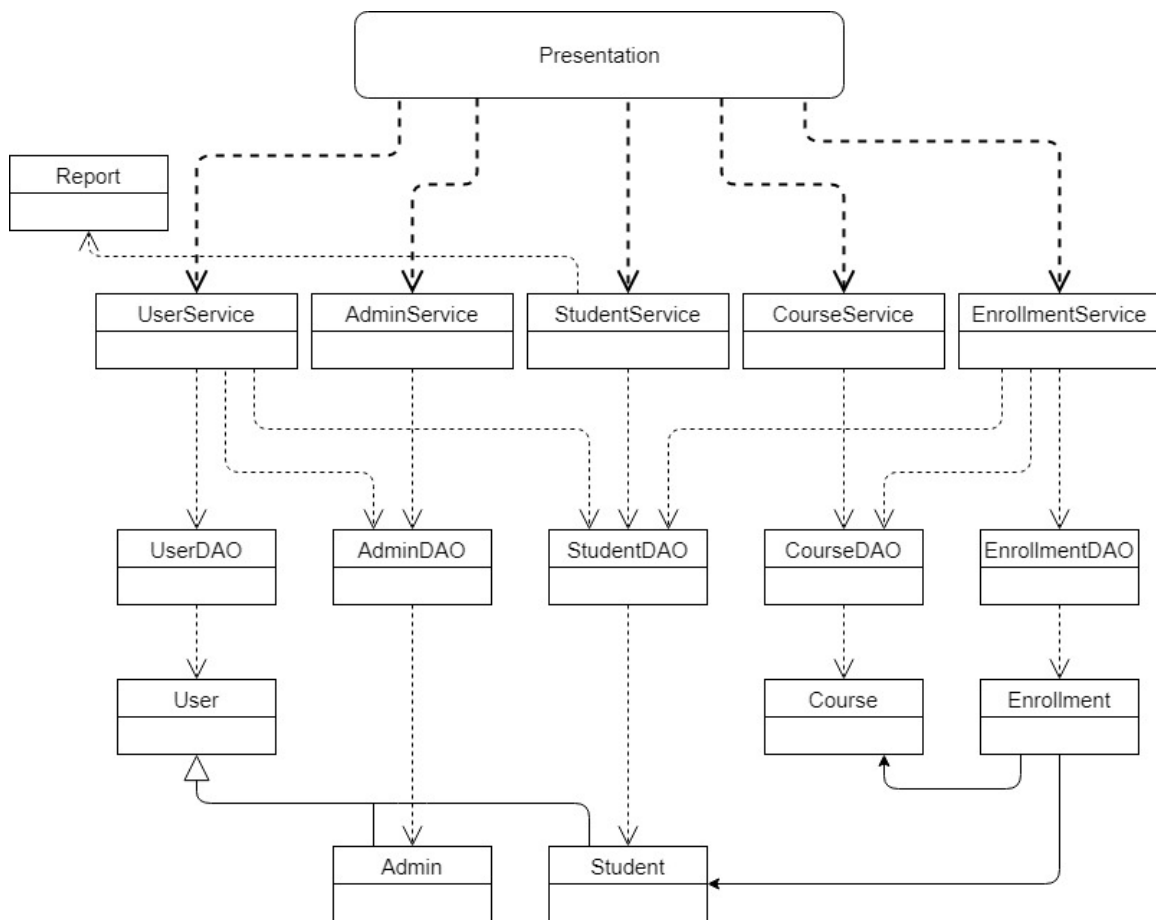 Presentation
Report
UserService
AdminService
StudentService
CourseService
EnrollmentService
UserDAO
AdminDAO
StudentDAO
CourseDAO
EnrollmentDAO
User
Course
Enrollment
Admin
Student